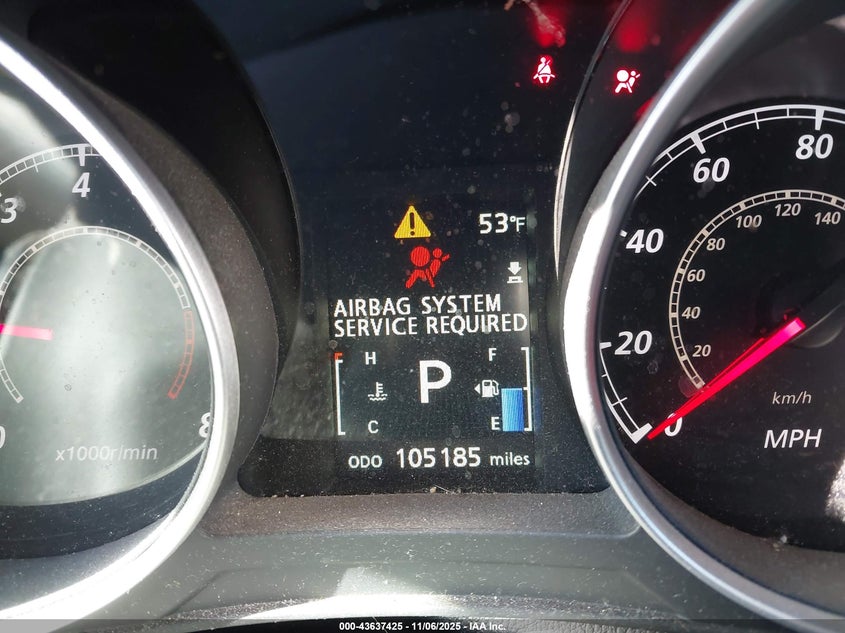 53°F
AIRBAG SYSTEM
SERVICE REQUIRED
H
F
P
C
E
ODO 105185 miles
3
4
0
8
x1000r/min
0
20
40
60
80
20
40
60
80
100
120
140
km/h
MPH
000-43637425 - 11/06/2025 - IAA Inc.